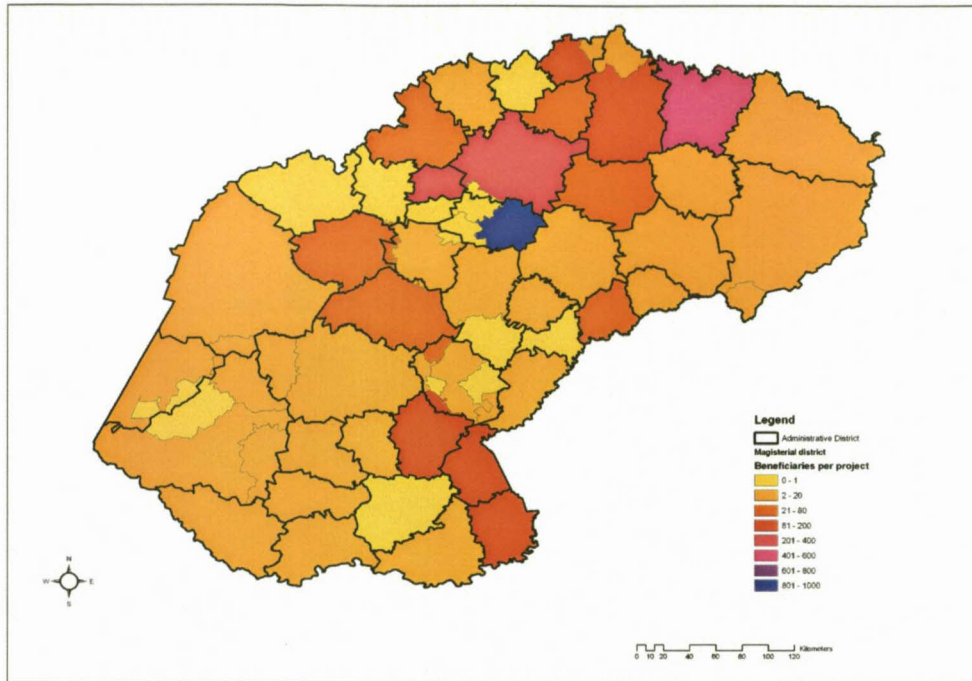 Legend
Administrative District
Magisterial district
Beneficiaries per project
0 - 1
2 - 20
21 - 80
81 - 200
201 - 400
401 - 600
601 - 800
801 - 1000
N
W E
S
0 10 20 40 60 80 100 120
Kilometers